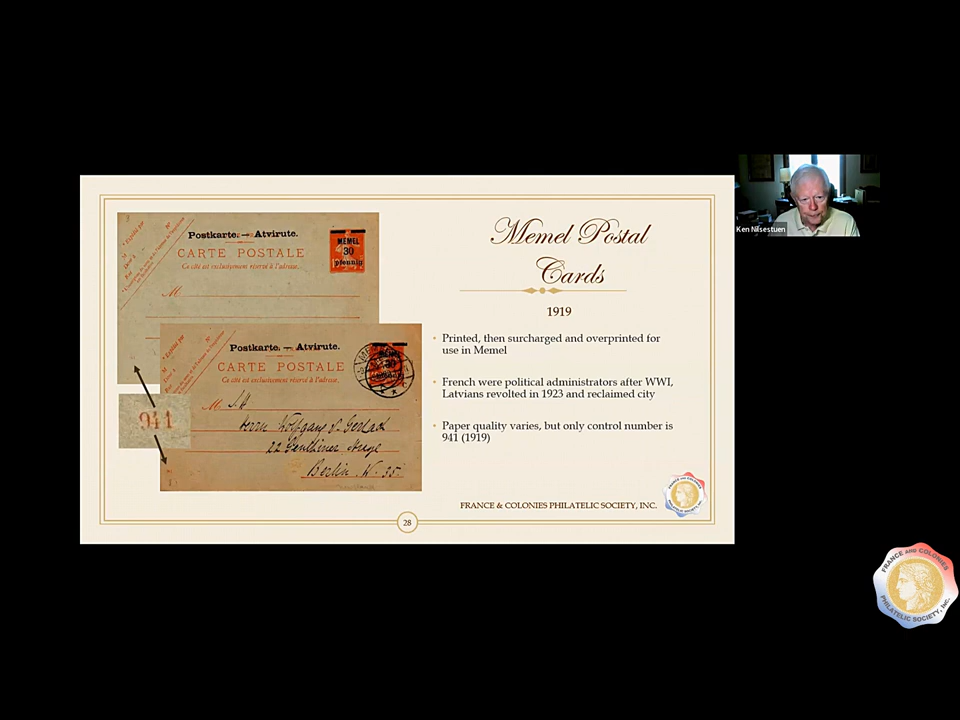 Memel Postal
Cards
1919
Printed, then surcharged and overprinted for
use in Memel
French were political administrators after WWI,
Latvians revolted in 1923 and reclaimed city
Paper quality varies, but only control number is
941 (1919)
FRANCE & COLONIES PHILATELIC SOCIETY, INC.
28
Postkarte. — Atvirute.
CARTE POSTALE
Ce côté est exclusivement réservé à l'adresse.
MEMEL
30
pfennig
M
Postkarte. — Atvirute.
CARTE POSTALE
Ce côté est exclusivement réservé à l'adresse.
M
Herrn Wolfgang
22
Berlin W. 35
941
Ken Nilsestuen
FRANCE and COLONIES
PHILATELIC SOCIETY, Inc.